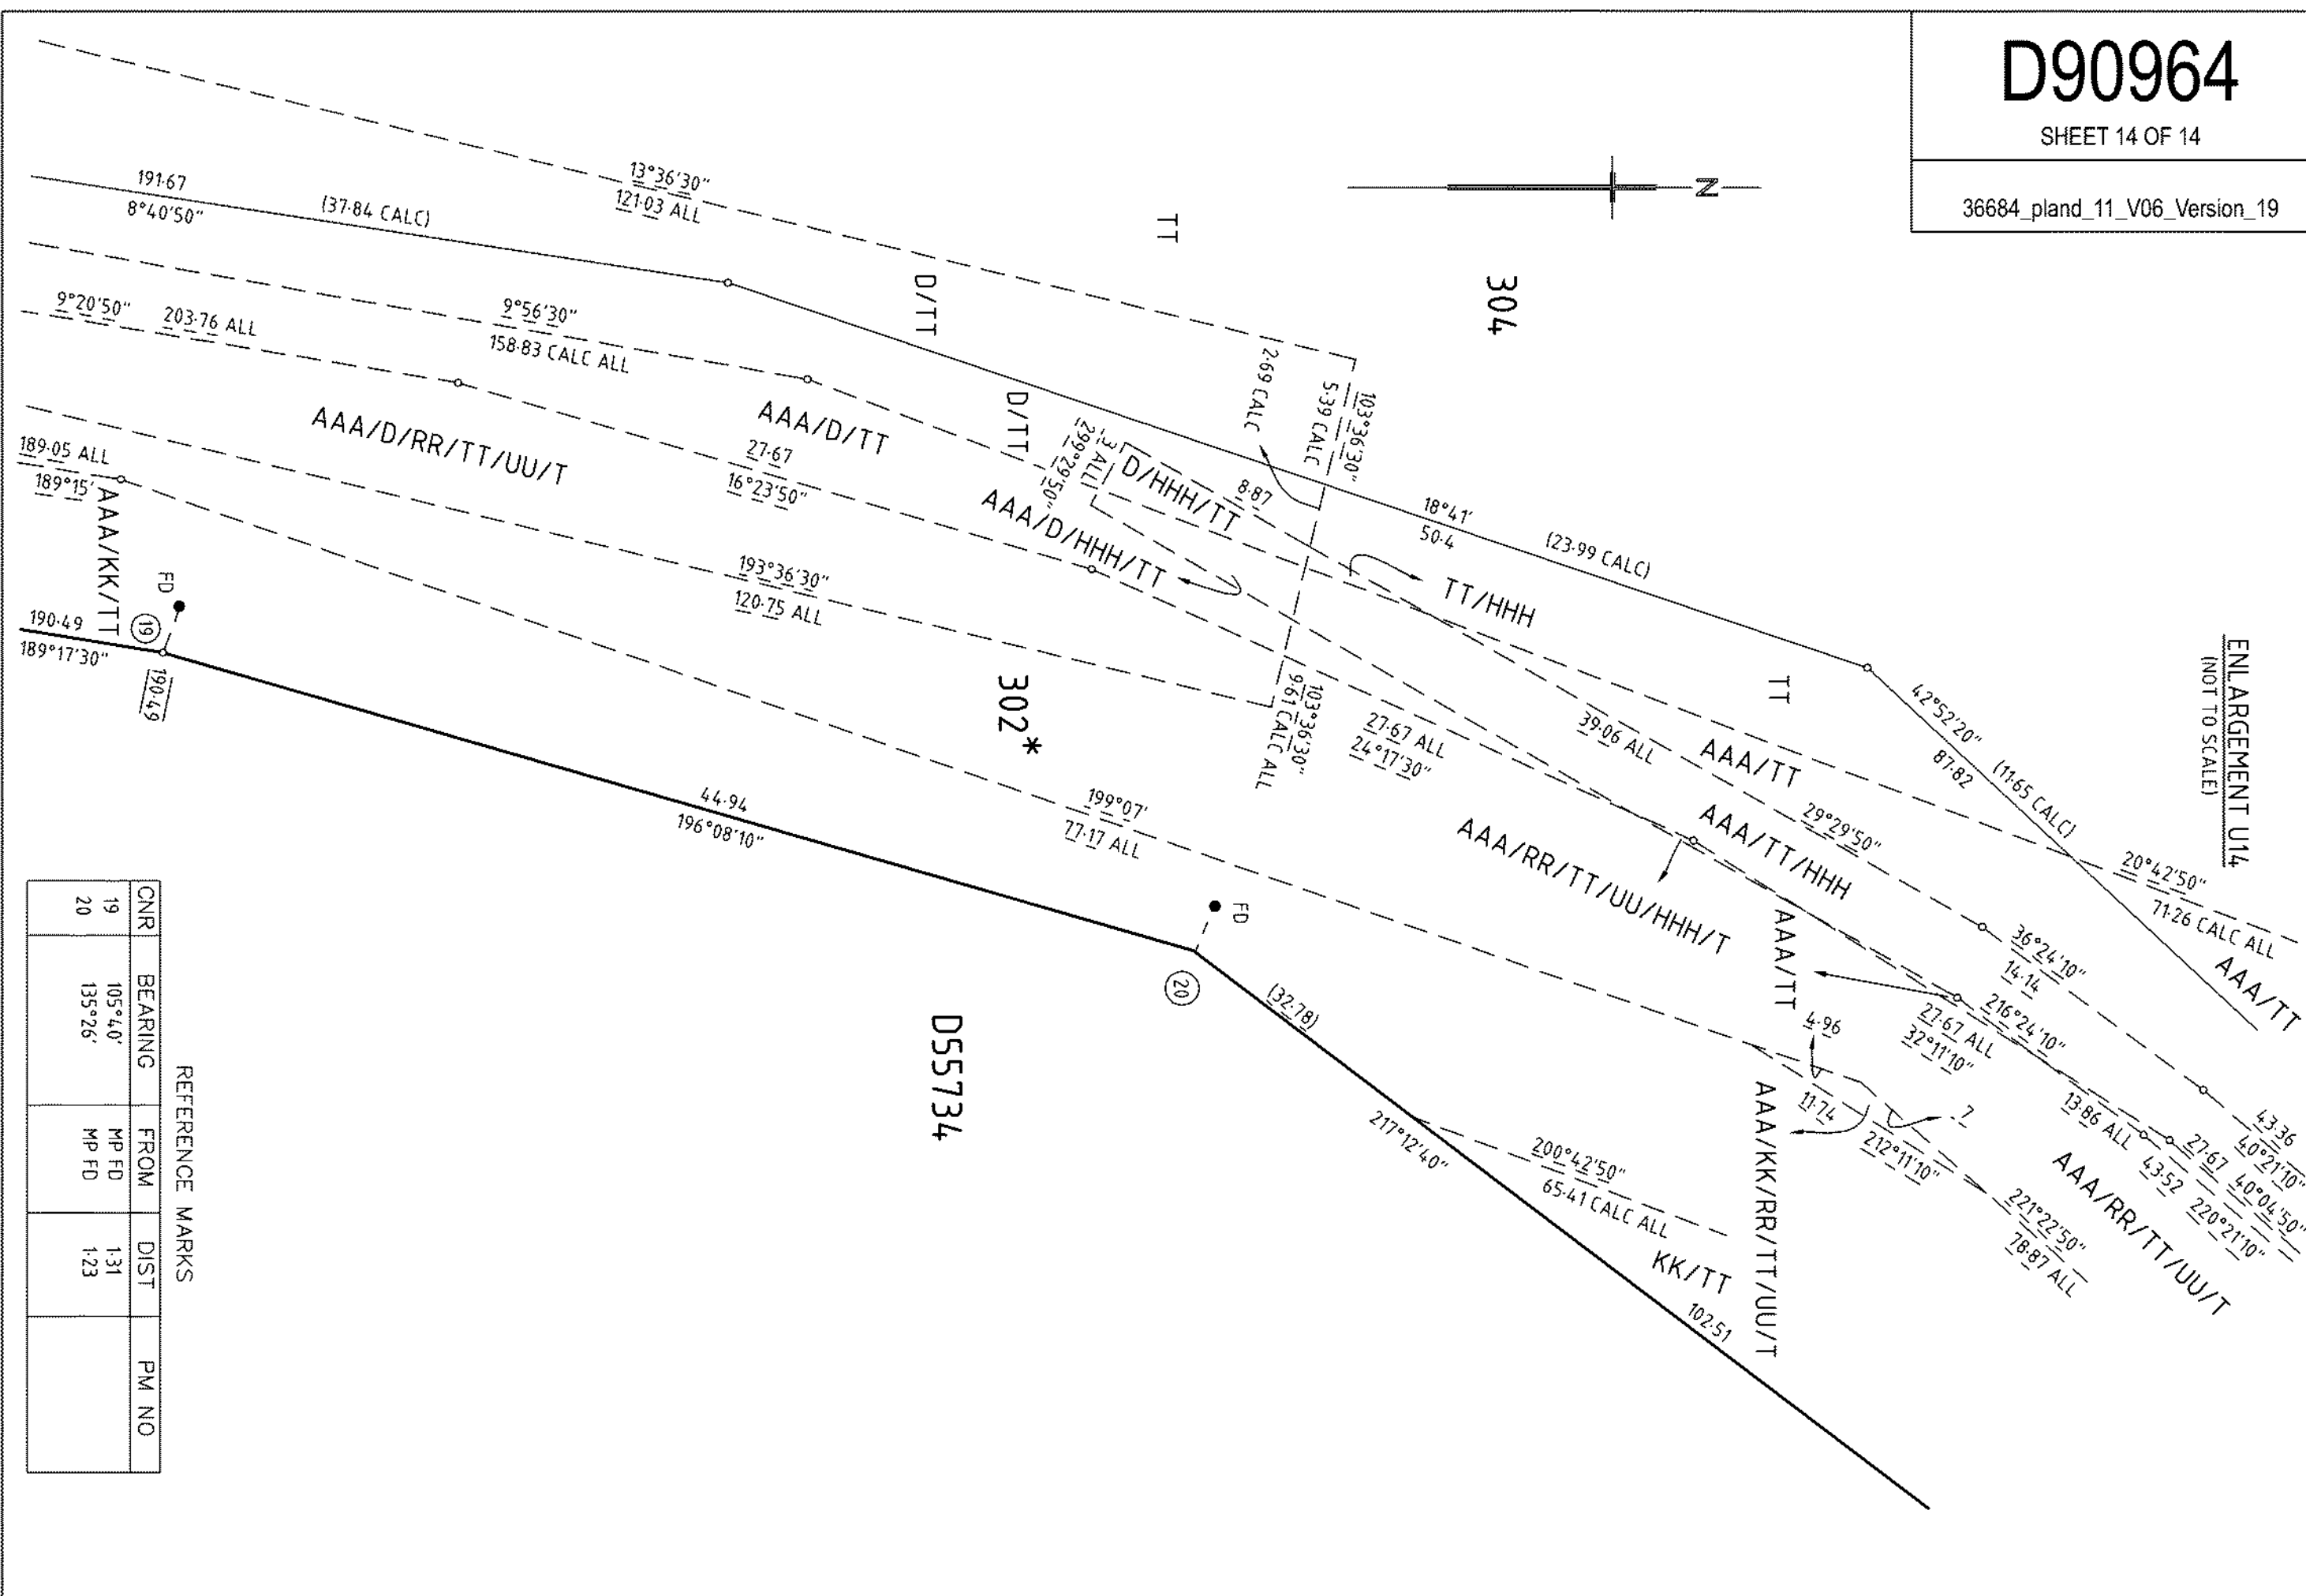 D90964
SHEET 14 OF 14
36684_pland_11_V06_Version_19
ENLARGEMENT U14
(NOT TO SCALE)
N
304
TT
13°36'30"
121·03 ALL
191·67
8°40'50"
(37·84 CALC)
D/TT
9°56'30"
158·83 CALC ALL
9°20'50"
203·76 ALL
AAA/D/RR/TT/UU/T
AAA/D/TT
D/TT
27·67
16°23'50"
2·69 CALC
103°36'30"
5·39 CALC
3· ALL
299°29'50"
D/HHH/TT
8·87
AAA/D/HHH/TT
18°41'
50·4
(23·99 CALC)
TT/HHH
TT
42°52'20"
87·82
(11·65 CALC)
39·06 ALL
AAA/TT
29°29'50"
AAA/TT/HHH
20°42'50"
71·26 CALC ALL
AAA/TT
189·05 ALL
189°15'
AAA/KK/TT
FD
19
190·49
189°17'30"
190·49
193°36'30"
120·75 ALL
302*
103°36'30"
9·61 CALC ALL
27·67 ALL
24°17'30"
AAA/RR/TT/UU/HHH/T
AAA/TT
36°24'10"
14·14
216°24'10"
27·67 ALL
32°11'10"
13·86 ALL
43·36
40°21'10"
27·67
40°04'50"
43·52
220°21'10"
AAA/RR/TT/UU/T
44·94
196°08'10"
199°07'
77·17 ALL
FD
20
(32·78)
217°12'40"
4·96
11·74
212°11'10"
221°22'50"
78·87 ALL
AAA/KK/RR/TT/UU/T
200°42'50"
65·41 CALC ALL
KK/TT
102·51
D55734
REFERENCE MARKS
CNR BEARING FROM DIST PM NO
19 105°40' MP FD 1·31
20 135°26' MP FD 1·23